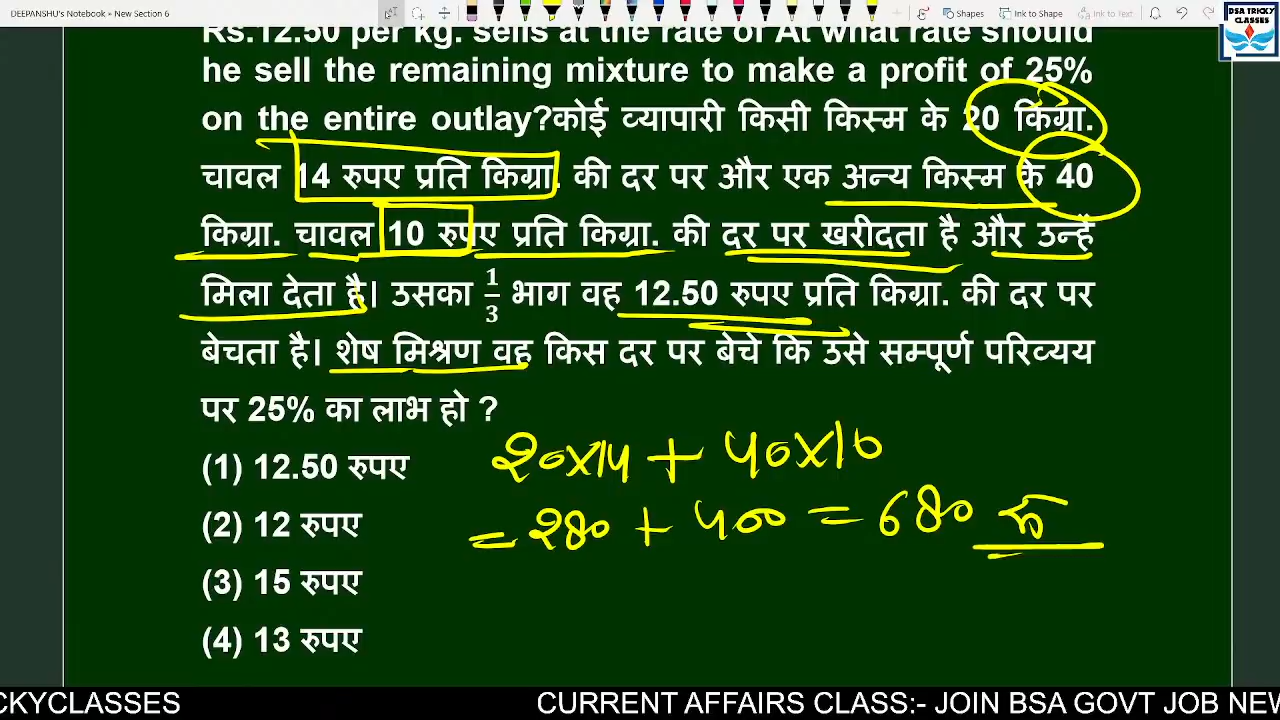 DEEPANSHU's Notebook » New Section 6
Shapes
Ink to Shape
Ink to Text
DSA TRICKY
CLASSES
Rs.12.50 per kg. sells at the rate of At what rate should
he sell the remaining mixture to make a profit of 25%
on the entire outlay?कोई व्यापारी किसी किस्म के 20 किग्रा.
चावल 14 रुपए प्रति किग्रा. की दर पर और एक अन्य किस्म के 40
किग्रा. चावल 10 रुपए प्रति किग्रा. की दर पर खरीदता है और उन्हें
मिला देता है। उसका 1/3 भाग वह 12.50 रुपए प्रति किग्रा. की दर पर
बेचता है। शेष मिश्रण वह किस दर पर बेचे कि उसे सम्पूर्ण परिव्यय
पर 25% का लाभ हो ?
20x14 + 40x10
(1) 12.50 रुपए
= 280 + 400 = 680 रु
(2) 12 रुपए
(3) 15 रुपए
(4) 13 रुपए
CKYCLASSES
CURRENT AFFAIRS CLASS:- JOIN BSA GOVT JOB NEW